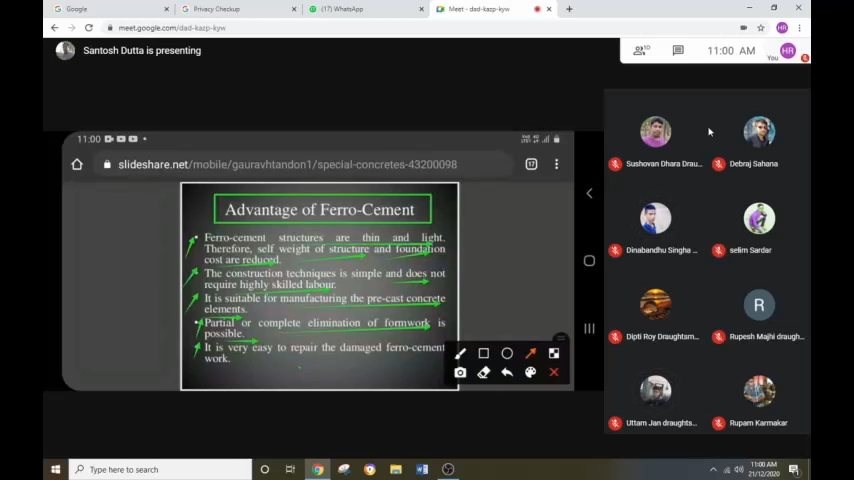 Google
Privacy Checkup
(17) WhatsApp
Meet - dad-kazp-kyw
meet.google.com/dad-kazp-kyw
HR
Santosh Dutta is presenting
10
11:00 AM
You
HR
11:00
slideshare.net/mobile/gauravhtandon1/special-concretes-43200098
17
Advantage of Ferro-Cement
• Ferro-cement structures are thin and light.
Therefore, self weight of structure and foundation
cost are reduced.
• The construction techniques is simple and does not
require highly skilled labour.
• It is suitable for manufacturing the pre-cast concrete
elements.
• Partial or complete elimination of formwork is
possible.
• It is very easy to repair the damaged ferro-cement
work.
Sushovan Dhara Drau...
Debraj Sahana
Dinabandhu Singha ...
selim Sardar
Dipti Roy Draughtsm...
R
Rupesh Majhi draugh...
Uttam Jan draughts...
Rupam Karmakar
Type here to search
11:00 AM
21/12/2020